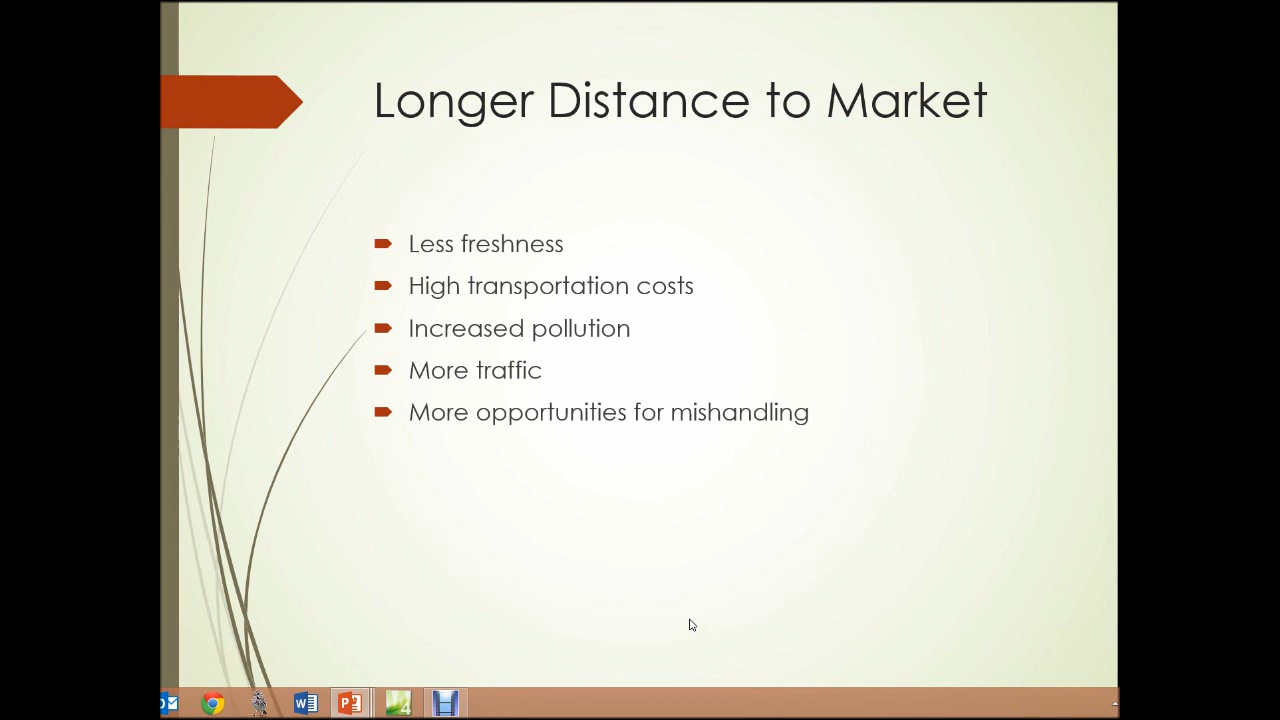 Longer Distance to Market
Less freshness
High transportation costs
Increased pollution
More traffic
More opportunities for mishandling